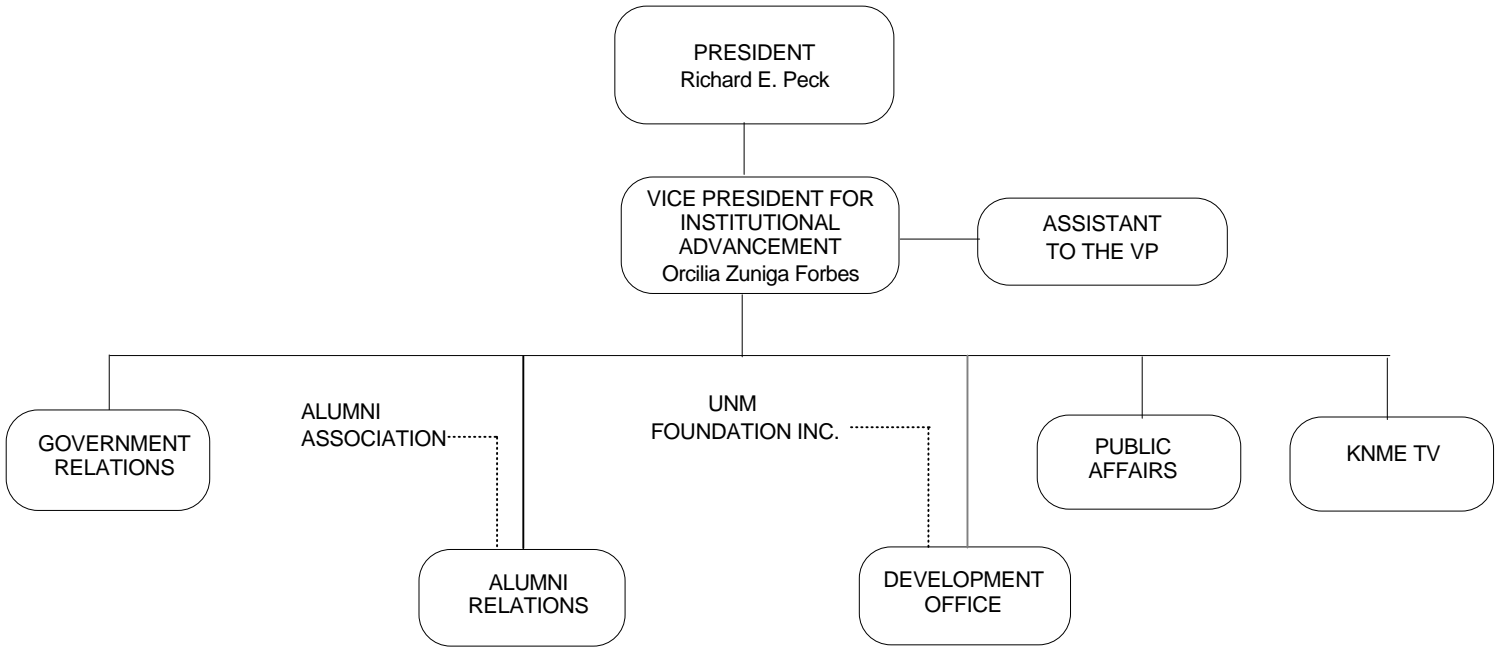 PRESIDENT
Richard E. Peck
VICE PRESIDENT FOR
INSTITUTIONAL
ADVANCEMENT
Orcilia Zuniga Forbes
ASSISTANT
TO THE VP
GOVERNMENT
RELATIONS
ALUMNI
ASSOCIATION
ALUMNI
RELATIONS
UNM
FOUNDATION INC.
DEVELOPMENT
OFFICE
PUBLIC
AFFAIRS
KNME TV